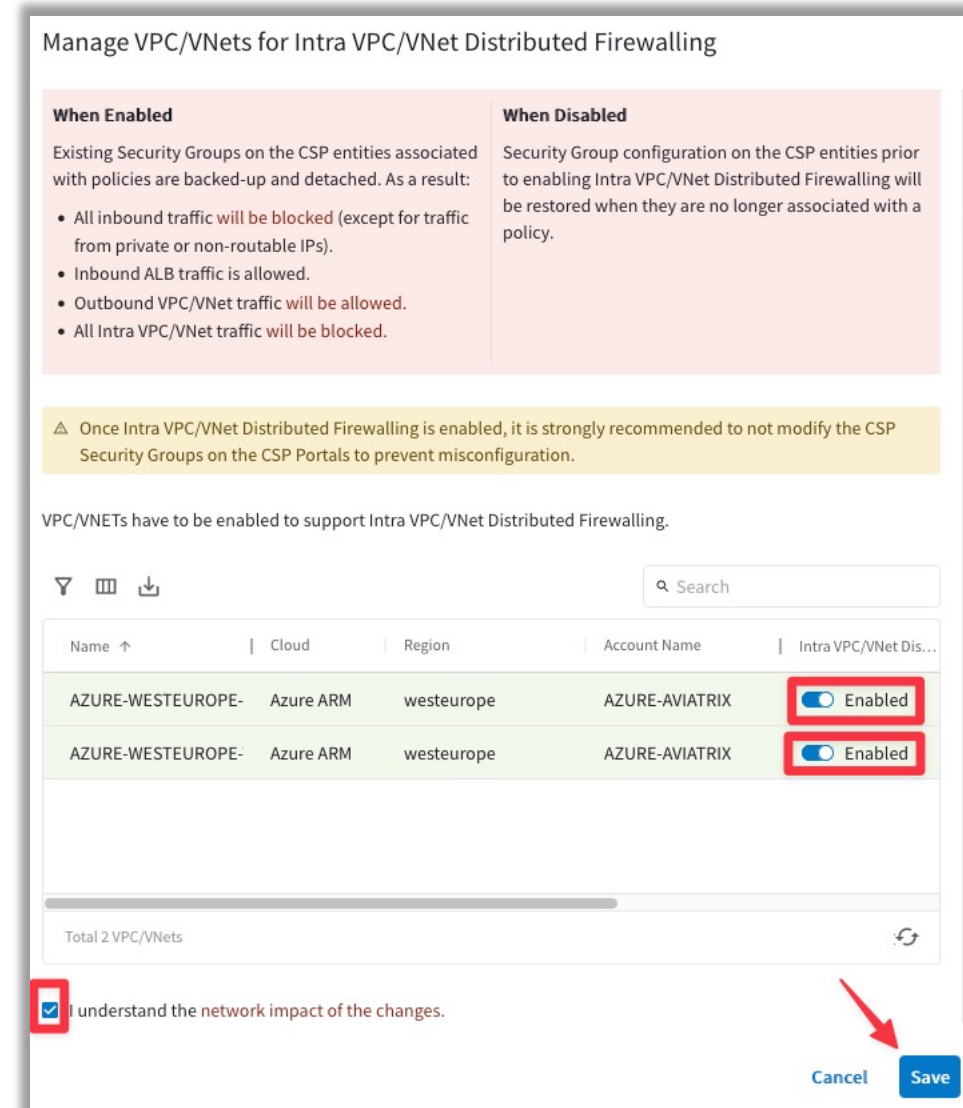 Manage VPC/VNets for Intra VPC/VNet Distributed Firewalling
When Enabled
Existing Security Groups on the CSP entities associated
with policies are backed-up and detached. As a result:
• All inbound traffic will be blocked (except for traffic
from private or non-routable IPs).
• Inbound ALB traffic is allowed.
• Outbound VPC/VNet traffic will be allowed.
• All Intra VPC/VNet traffic will be blocked.
When Disabled
Security Group configuration on the CSP entities prior
to enabling Intra VPC/VNet Distributed Firewalling will
be restored when they are no longer associated with a
policy.
⚠ Once Intra VPC/VNet Distributed Firewalling is enabled, it is strongly recommended to not modify the CSP
Security Groups on the CSP Portals to prevent misconfiguration.
VPC/VNETs have to be enabled to support Intra VPC/VNet Distributed Firewalling.
Search
Name ↑ Cloud Region Account Name Intra VPC/VNet Dis...
AZURE-WESTEUROPE- Azure ARM westeurope AZURE-AVIATRIX Enabled
AZURE-WESTEUROPE- Azure ARM westeurope AZURE-AVIATRIX Enabled
Total 2 VPC/VNets
I understand the network impact of the changes.
Cancel Save